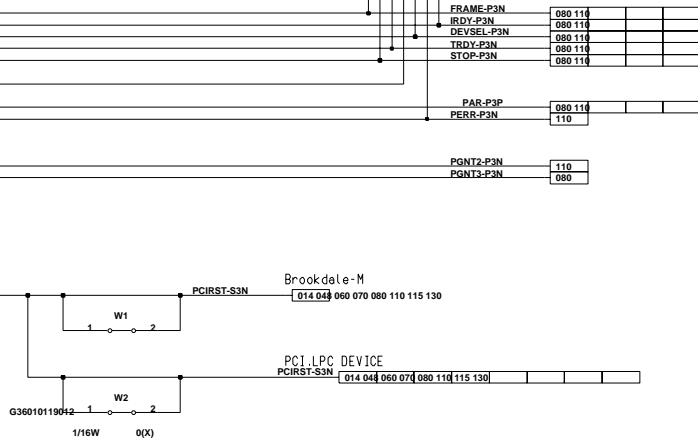 FRAME-P3N 080 110
IRDY-P3N 080 110
DEVSEL-P3N 080 110
TRDY-P3N 080 110
STOP-P3N 080 110
PAR-P3P 080 110
PERR-P3N 110
PGNT2-P3N 110
PGNT3-P3N 080
Brookdale-M
PCIRST-S3N 014 048 060 070 080 110 115 130
W1
1 2
PCI.LPC DEVICE
PCIRST-S3N 014 048 060 070 080 110 115 130
W2
G36010119012 1 2
1/16W 0(X)